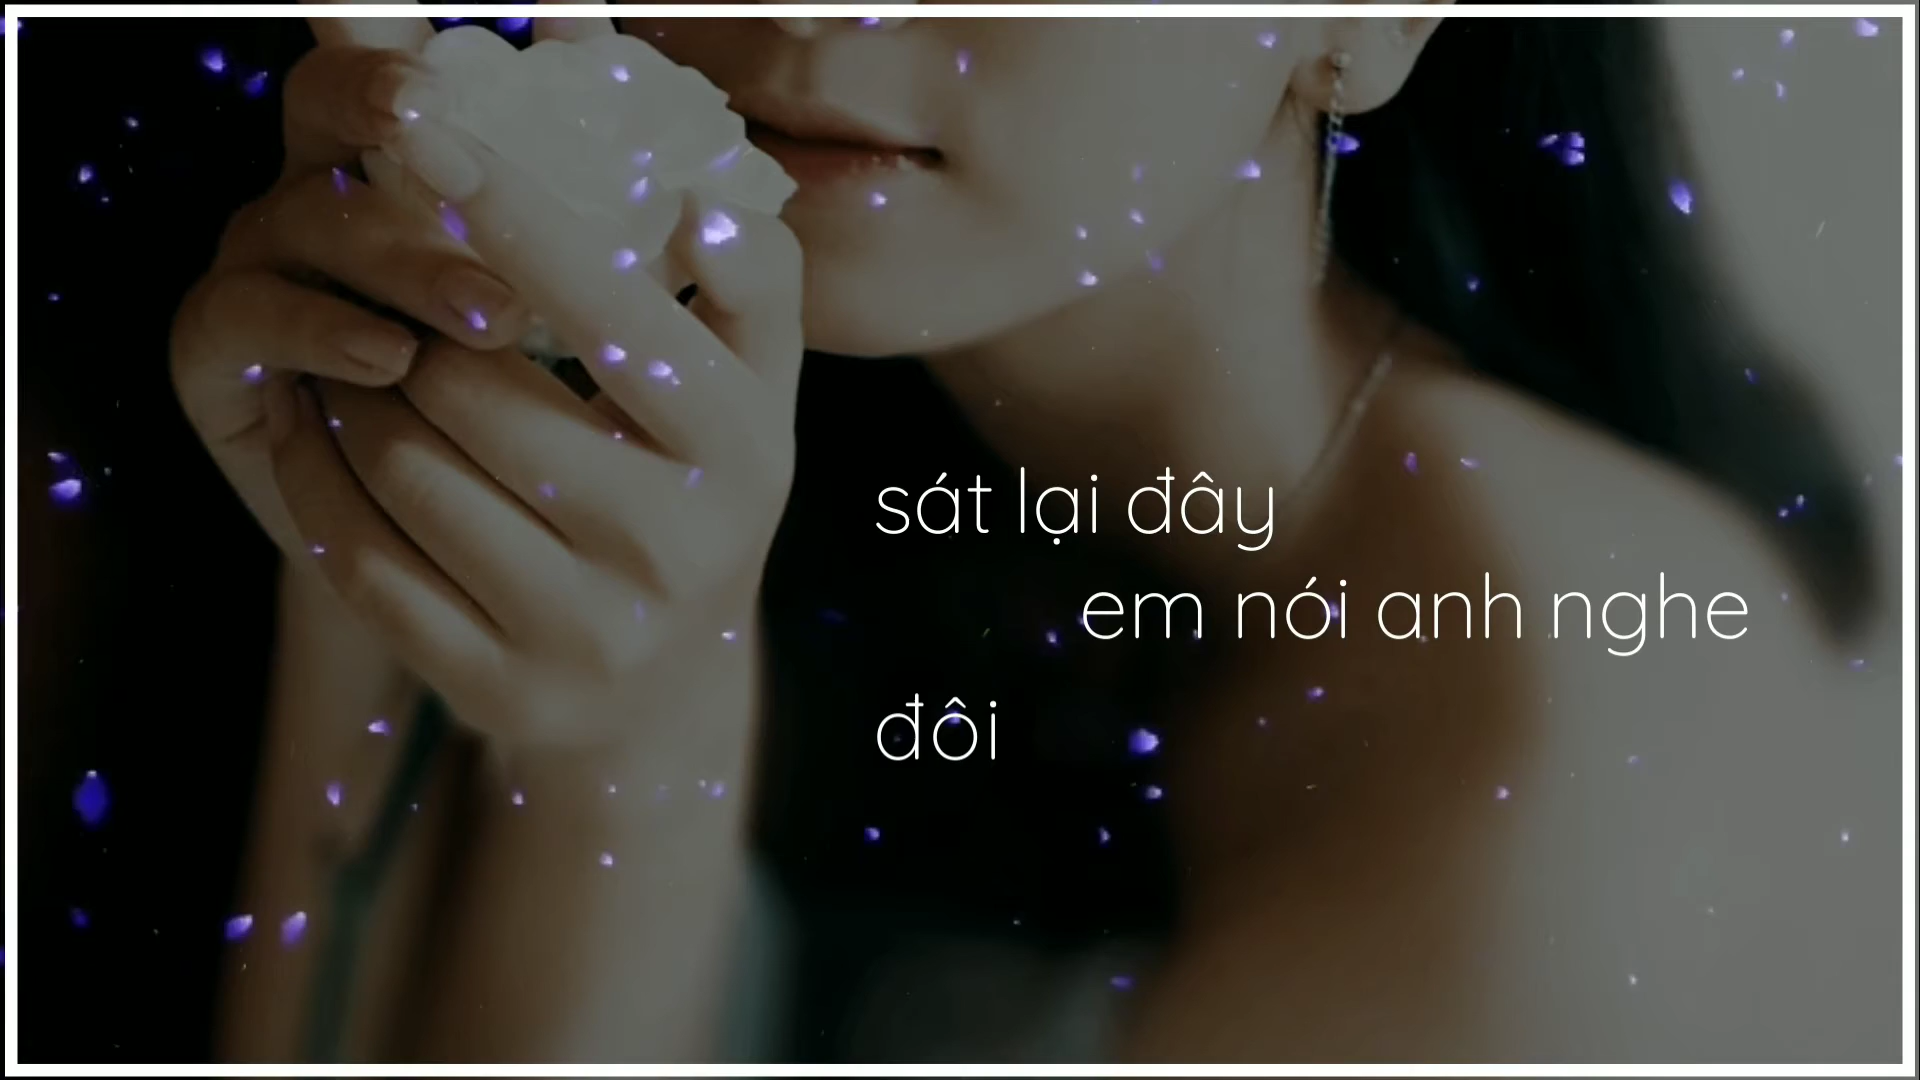 sát lại đây
em nói anh nghe
đôi